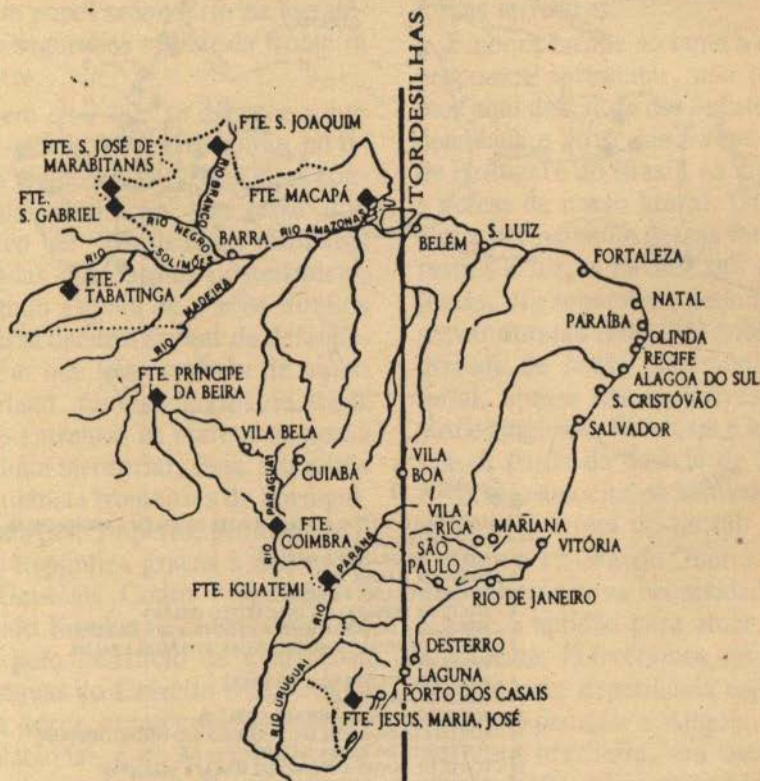 TORDESILHAS
FTE. S. JOAQUIM
FTE. S. JOSÉ DE
MARABITANAS
FTE.
S. GABRIEL
RIO BRANCO
FTE. MACAPÁ
RIO NEGRO
SOLIMÕES
BARRA
RIO AMAZONAS
BELÉM
S. LUIZ
FORTALEZA
RIO
FTE.
TABATINGA
RIO MADEIRA
NATAL
PARAÍBA
OLINDA
RECIFE
ALAGOA DO SUL
S. CRISTÓVÃO
SALVADOR
FTE. PRÍNCIPE
DA BEIRA
VILA BELA
CUIABÁ
VILA
BOA
RIO PARAGUAI
FTE.
COIMBRA
VILA
RICA
MARIANA
VITÓRIA
SÃO
PAULO
RIO DE JANEIRO
FTE. IGUATEMI
RIO PARANÁ
DESTERRO
LAGUNA
PORTO DOS CASAIS
RIO URUGUAI
FTE. JESUS, MARIA, JOSÉ